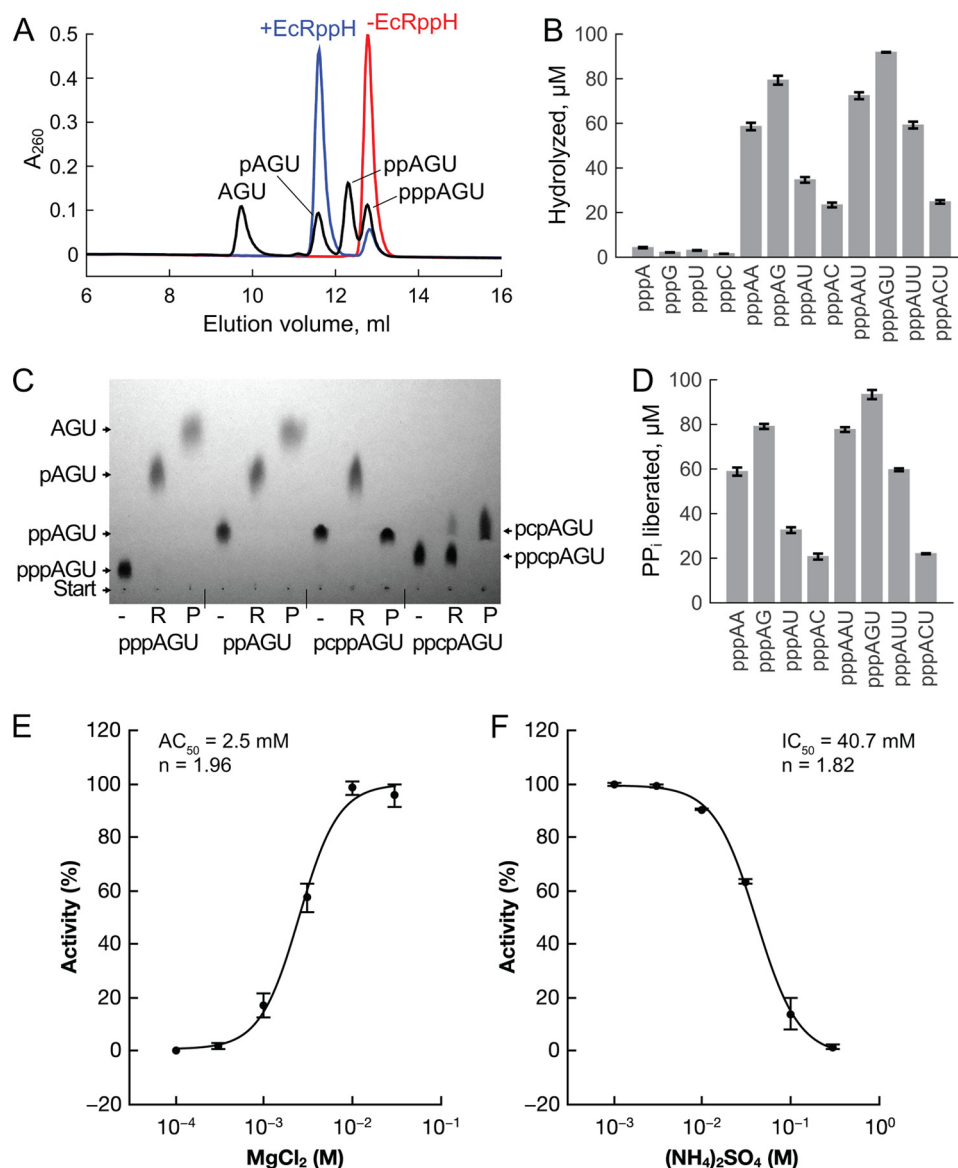 A
+EcRppH
-EcRppH
A260
0.5
0.4
0.3
0.2
0.1
0
AGU
pAGU
ppAGU
pppAGU
6
8
10
12
14
16
Elution volume, ml
B
Hydrolyzed, μM
100
80
60
40
20
0
pppA
pppG
pppU
pppC
pppAA
pppAG
pppAU
pppAC
pppAAU
pppAGU
pppAUU
pppACU
C
AGU
pAGU
ppAGU
pppAGU
Start
pcpAGU
ppcpAGU
- R P - R P - R P - R P
pppAGU ppAGU pcppAGU ppcpAGU
D
PPi liberated, μM
100
80
60
40
20
0
pppAA
pppAG
pppAU
pppAC
pppAAU
pppAGU
pppAUU
pppACU
E
AC50 = 2.5 mM
n = 1.96
Activity (%)
120
100
80
60
40
20
0
−20
10−4
10−3
10−2
10−1
MgCl2 (M)
F
IC50 = 40.7 mM
n = 1.82
Activity (%)
120
100
80
60
40
20
0
−20
10−3
10−2
10−1
100
(NH4)2SO4 (M)